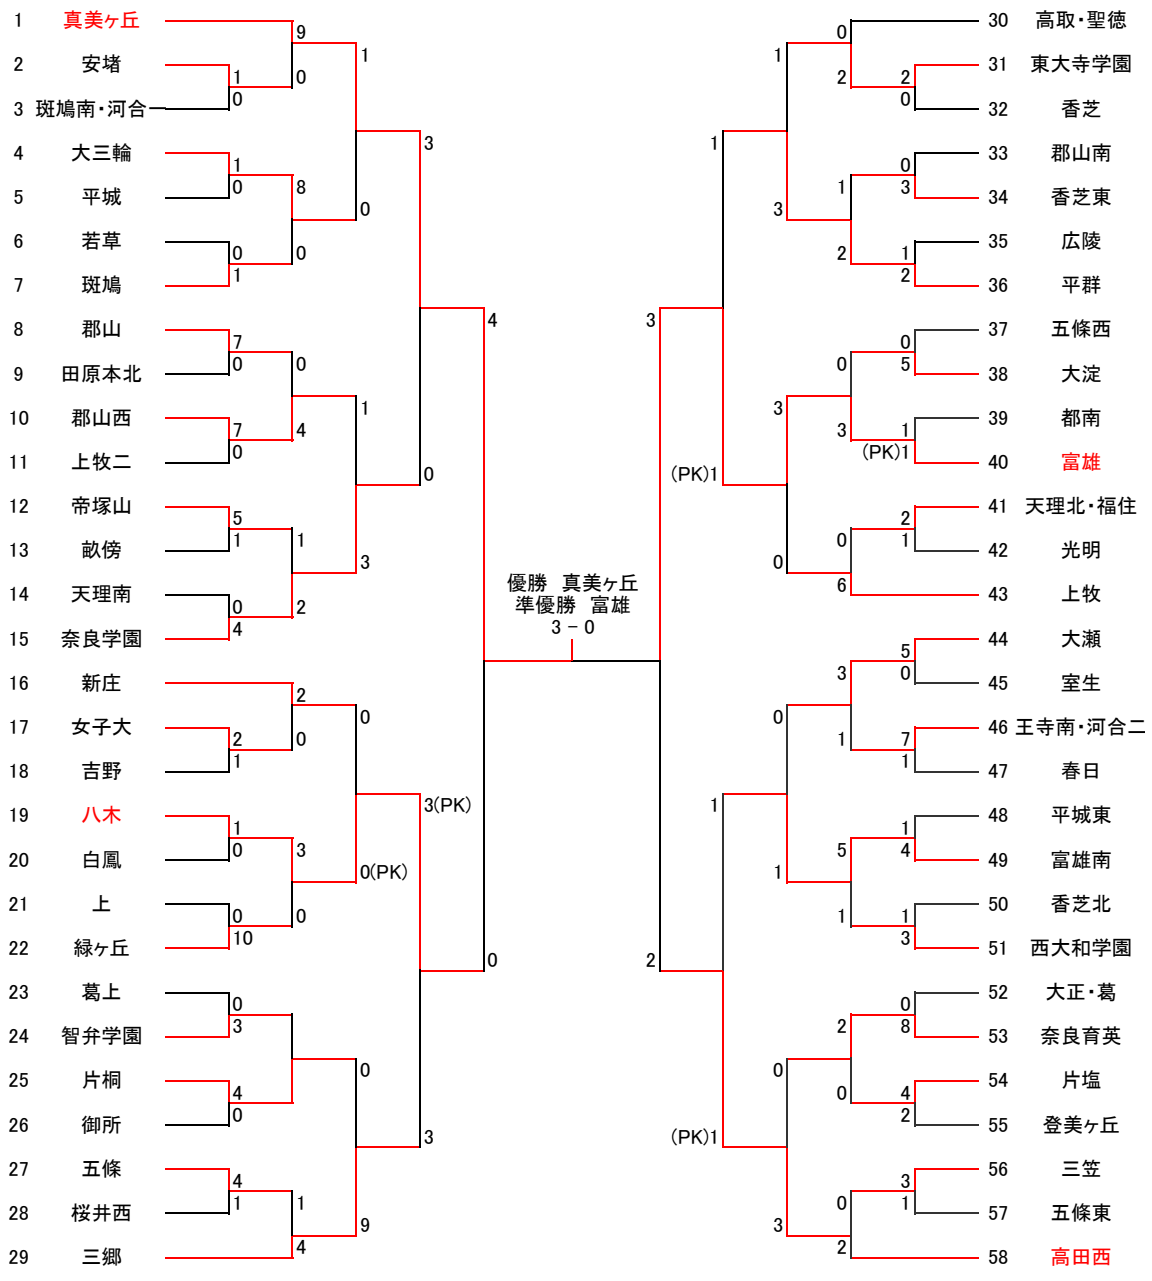 1 真美ヶ丘
2 安堵
3 斑鳩南・河合一
4 大三輪
5 平城
6 若草
7 斑鳩
8 郡山
9 田原本北
10 郡山西
11 上牧二
12 帝塚山
13 畝傍
14 天理南
15 奈良学園
16 新庄
17 女子大
18 吉野
19 八木
20 白鳳
21 上
22 緑ヶ丘
23 葛上
24 智弁学園
25 片桐
26 御所
27 五條
28 桜井西
29 三郷
9
0
1
0
1
0
8
0
0
1
7
0
0
4
7
0
5
1
1
2
0
4
2
0
2
1
1
0
3
0
0
10
0
3
4
0
4
1
1
4
1
0
1
3
0
0(PK)
0
9
3
0
3(PK)
3
4
0
優勝 真美ヶ丘
準優勝 富雄
3 － 0
3
2
1
(PK)1
1
(PK)1
1
3
3
0
0
1
0
3
0
2
1
2
0
3
0
6
3
1
5
1
2
0
0
2
2
0
0
3
1
2
0
5
1
(PK)1
2
1
5
0
7
1
1
4
1
3
0
8
4
2
3
1
30 高取・聖徳
31 東大寺学園
32 香芝
33 郡山南
34 香芝東
35 広陵
36 平群
37 五條西
38 大淀
39 都南
40 富雄
41 天理北・福住
42 光明
43 上牧
44 大瀬
45 室生
46 王寺南・河合二
47 春日
48 平城東
49 富雄南
50 香芝北
51 西大和学園
52 大正・葛
53 奈良育英
54 片塩
55 登美ヶ丘
56 三笠
57 五條東
58 高田西